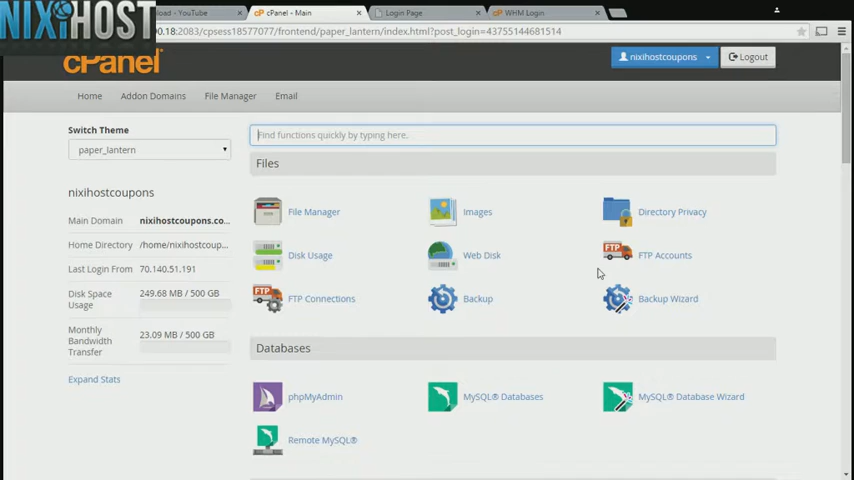 NIXIHOST
load - YouTube
cPanel - Main
Login Page
WHM Login
90.18:2083/cpsess18577077/frontend/paper_lantern/index.html?post_login=43755144681514
cPanel
nixihostcoupons
Logout
Home
Addon Domains
File Manager
Email
Switch Theme
paper_lantern
Find functions quickly by typing here.
nixihostcoupons
Main Domain nixihostcoupons.co...
Home Directory /home/nixihostcoup...
Last Login From 70.140.51.191
Disk Space Usage 249.68 MB / 500 GB
Monthly Bandwidth Transfer 23.09 MB / 500 GB
Expand Stats
Files
File Manager
Images
Directory Privacy
Disk Usage
Web Disk
FTP Accounts
FTP Connections
Backup
Backup Wizard
Databases
phpMyAdmin
MySQL® Databases
MySQL® Database Wizard
Remote MySQL®